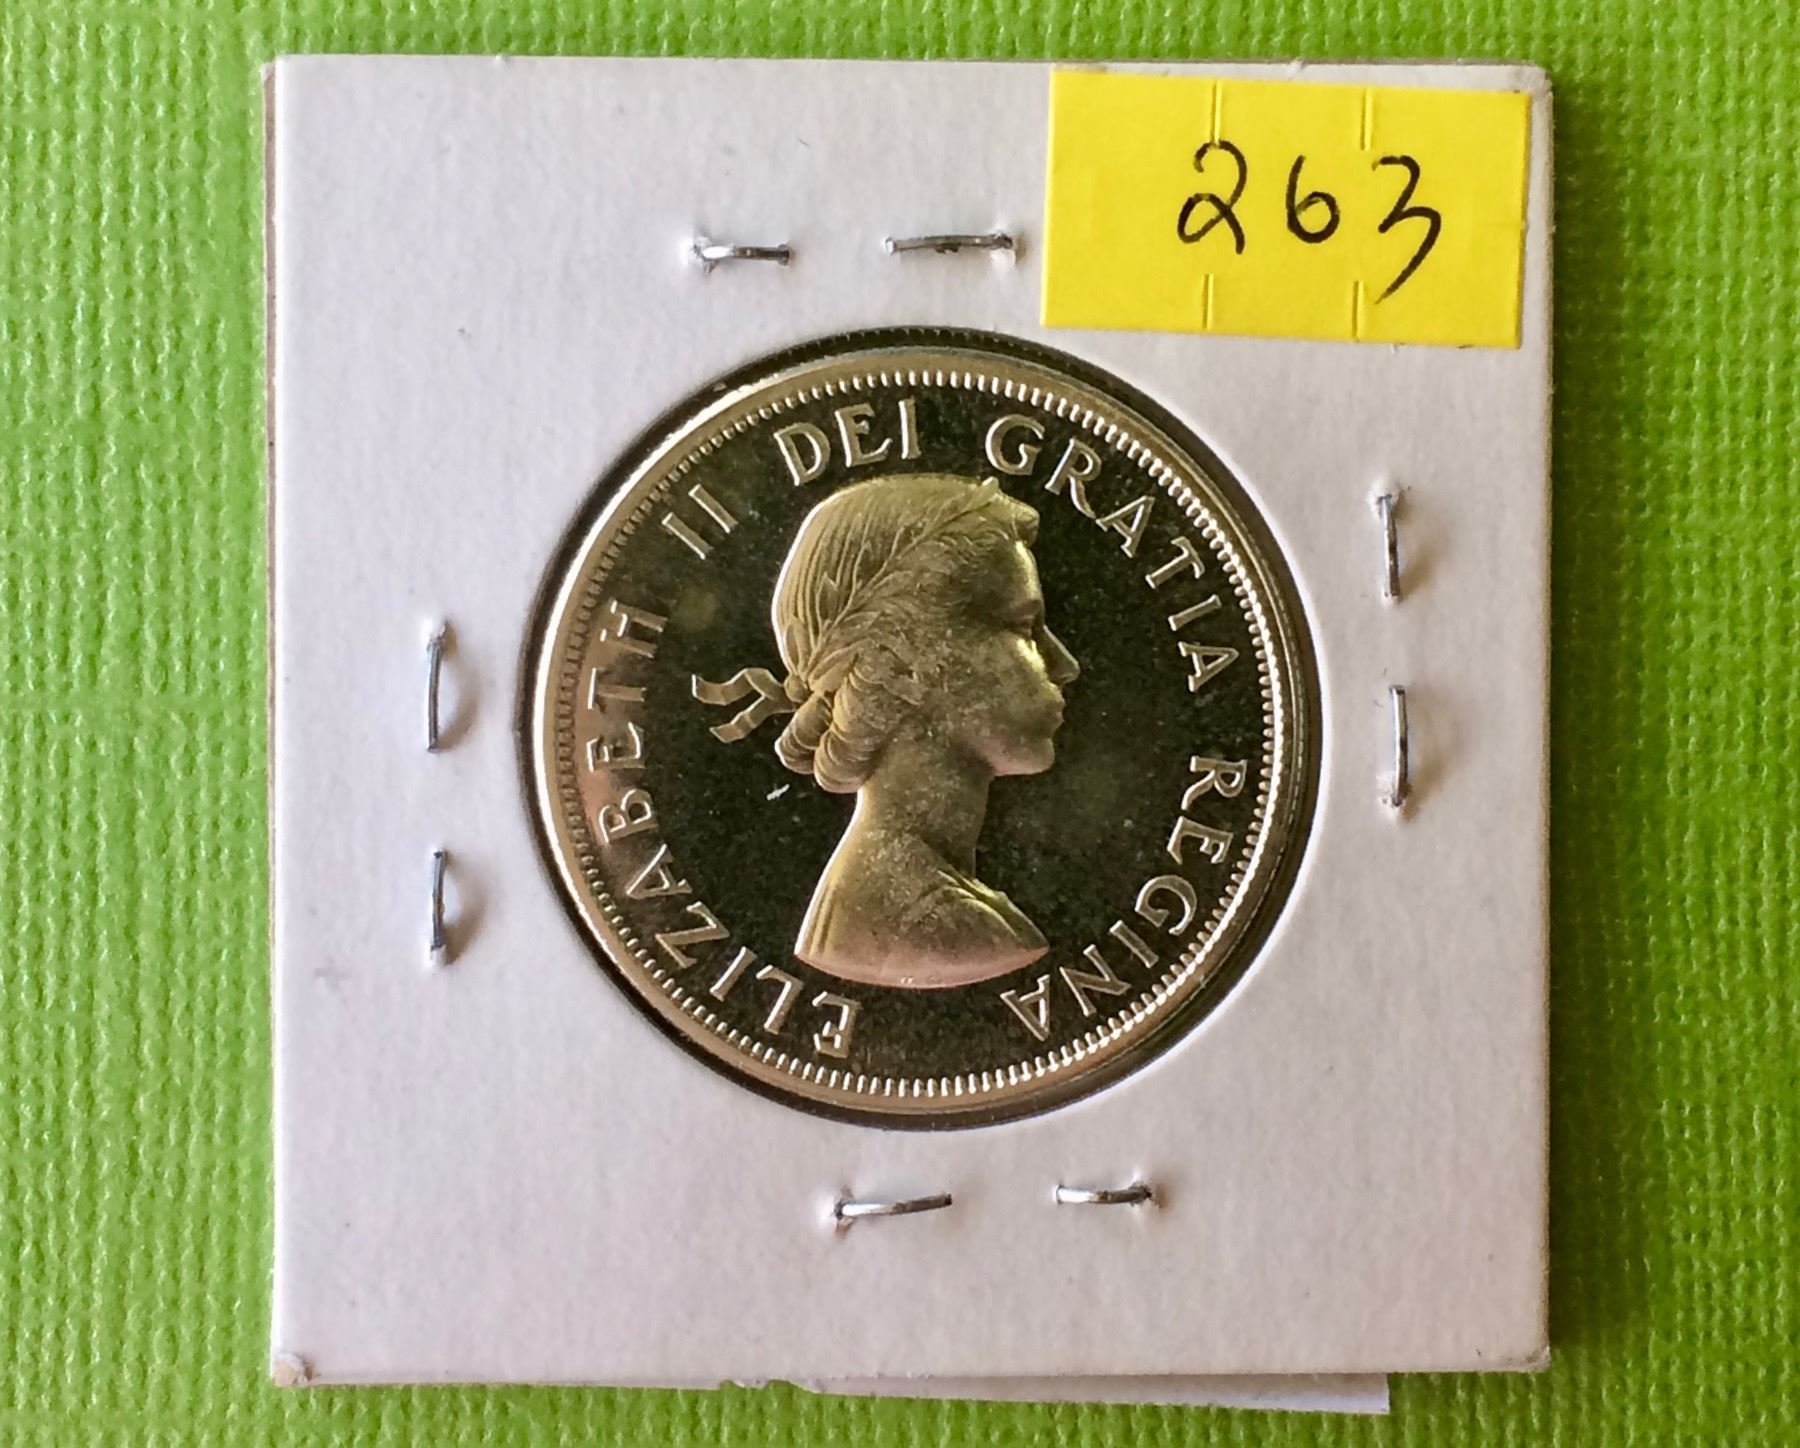 263
ELIZABETH II DEI GRATIA REGINA